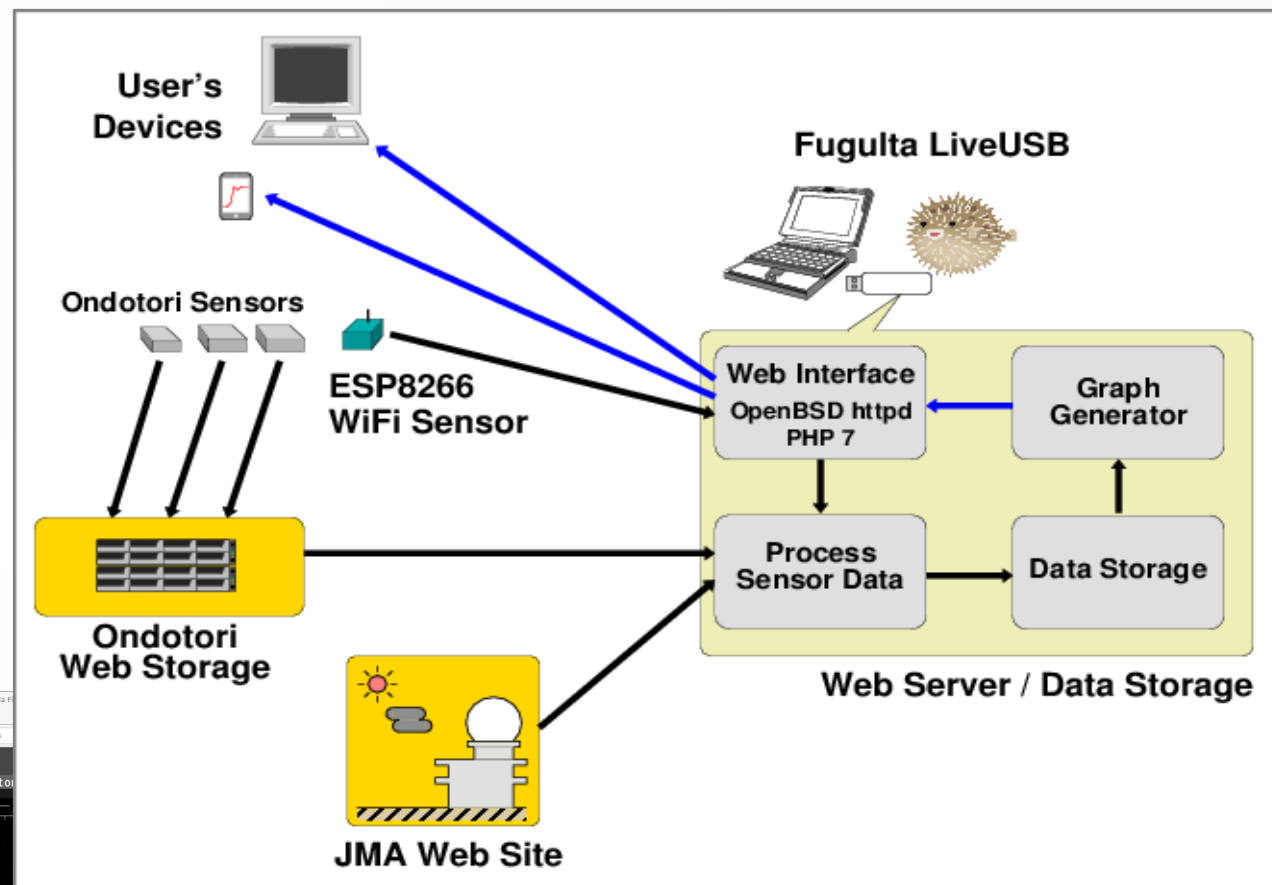 User's
Devices
Fugulta LiveUSB
Ondotori Sensors
ESP8266
WiFi Sensor
Web Interface
OpenBSD httpd
PHP 7
Graph
Generator
Process
Sensor Data
Data Storage
Ondotori
Web Storage
Web Server / Data Storage
JMA Web Site